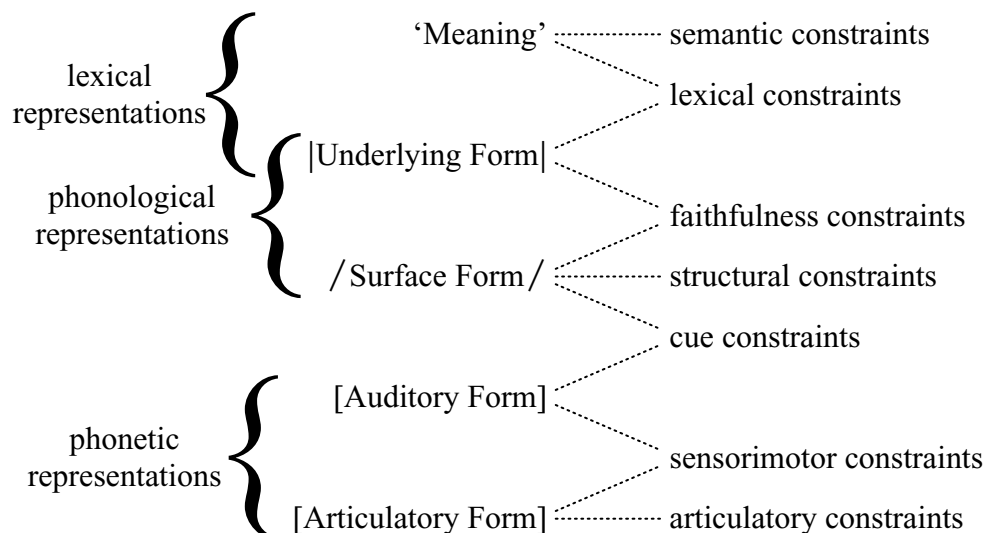 ‘Meaning’
semantic constraints
lexical
representations
lexical constraints
|Underlying Form|
phonological
representations
faithfulness constraints
/Surface Form/
structural constraints
cue constraints
[Auditory Form]
phonetic
representations
sensorimotor constraints
[Articulatory Form]
articulatory constraints